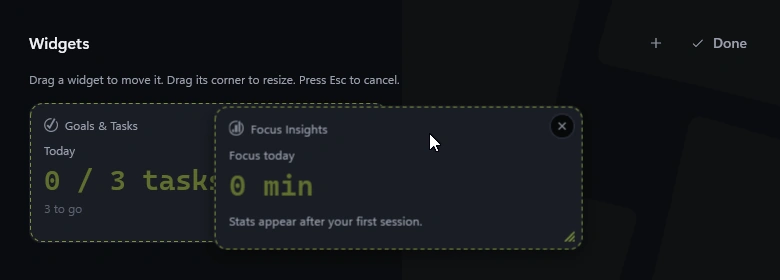 Widgets
Done
Drag a widget to move it. Drag its corner to resize. Press Esc to cancel.
Goals & Tasks
Today
0 / 3 tasks
3 to go
Focus Insights
Focus today
0 min
Stats appear after your first session.